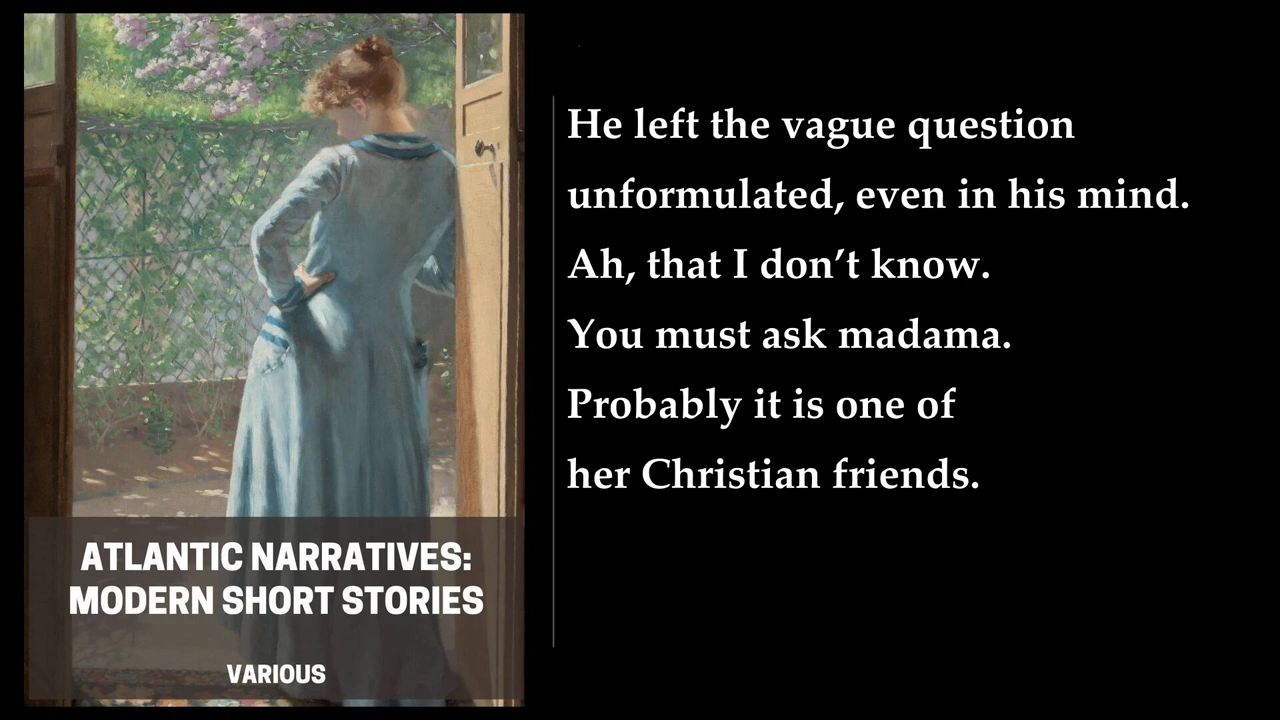 He left the vague question
unformulated, even in his mind.
Ah, that I don’t know.
You must ask madama.
Probably it is one of
her Christian friends.
ATLANTIC NARRATIVES:
MODERN SHORT STORIES
VARIOUS